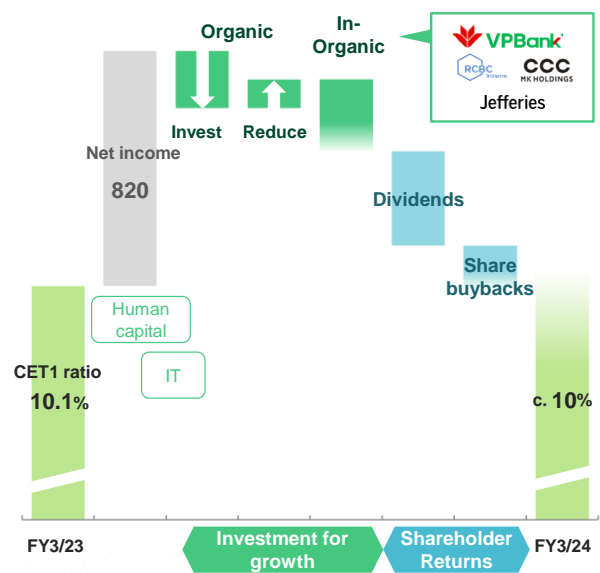 Organic
In-
Organic
VPBank
RCBC
CCC
MK HOLDINGS
Jefferies
Invest
Reduce
Net income
820
Dividends
Share
buybacks
Human
capital
IT
CET1 ratio
10.1%
c. 10%
FY3/23
Investment for
growth
Shareholder
Returns
FY3/24